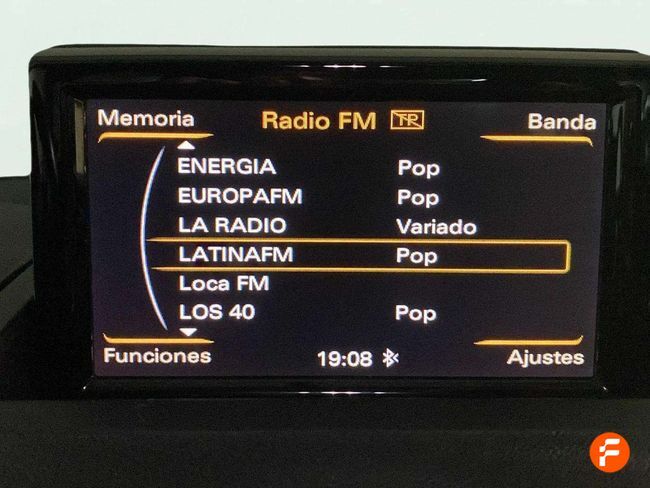 Memoria Radio FM TP Banda
ENERGIA Pop
EUROPAFM Pop
LA RADIO Variado
LATINAFM Pop
Loca FM
LOS 40 Pop
Funciones 19:08 Ajustes